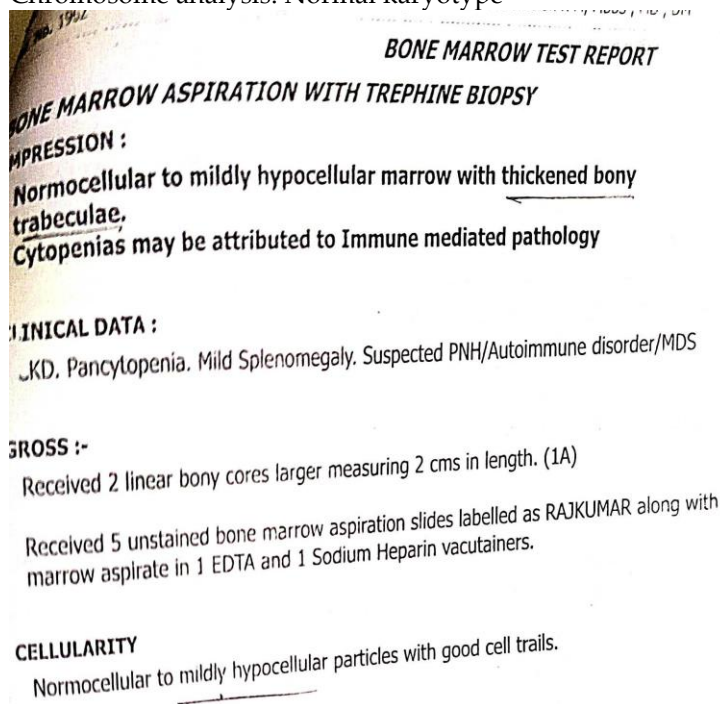 Chromosome analysis: Normal karyotype
BONE MARROW TEST REPORT
BONE MARROW ASPIRATION WITH TREPHINE BIOPSY
MPRESSION :
Normocellular to mildly hypocellular marrow with thickened bony
trabeculae.
Cytopenias may be attributed to Immune mediated pathology
LINICAL DATA :
KD. Pancytopenia. Mild Splenomegaly. Suspected PNH/Autoimmune disorder/MDS
GROSS :-
Received 2 linear bony cores larger measuring 2 cms in length. (1A)
Received 5 unstained bone marrow aspiration slides labelled as RAJKUMAR along with
marrow aspirate in 1 EDTA and 1 Sodium Heparin vacutainers.
CELLULARITY
Normocellular to mildly hypocellular particles with good cell trails.